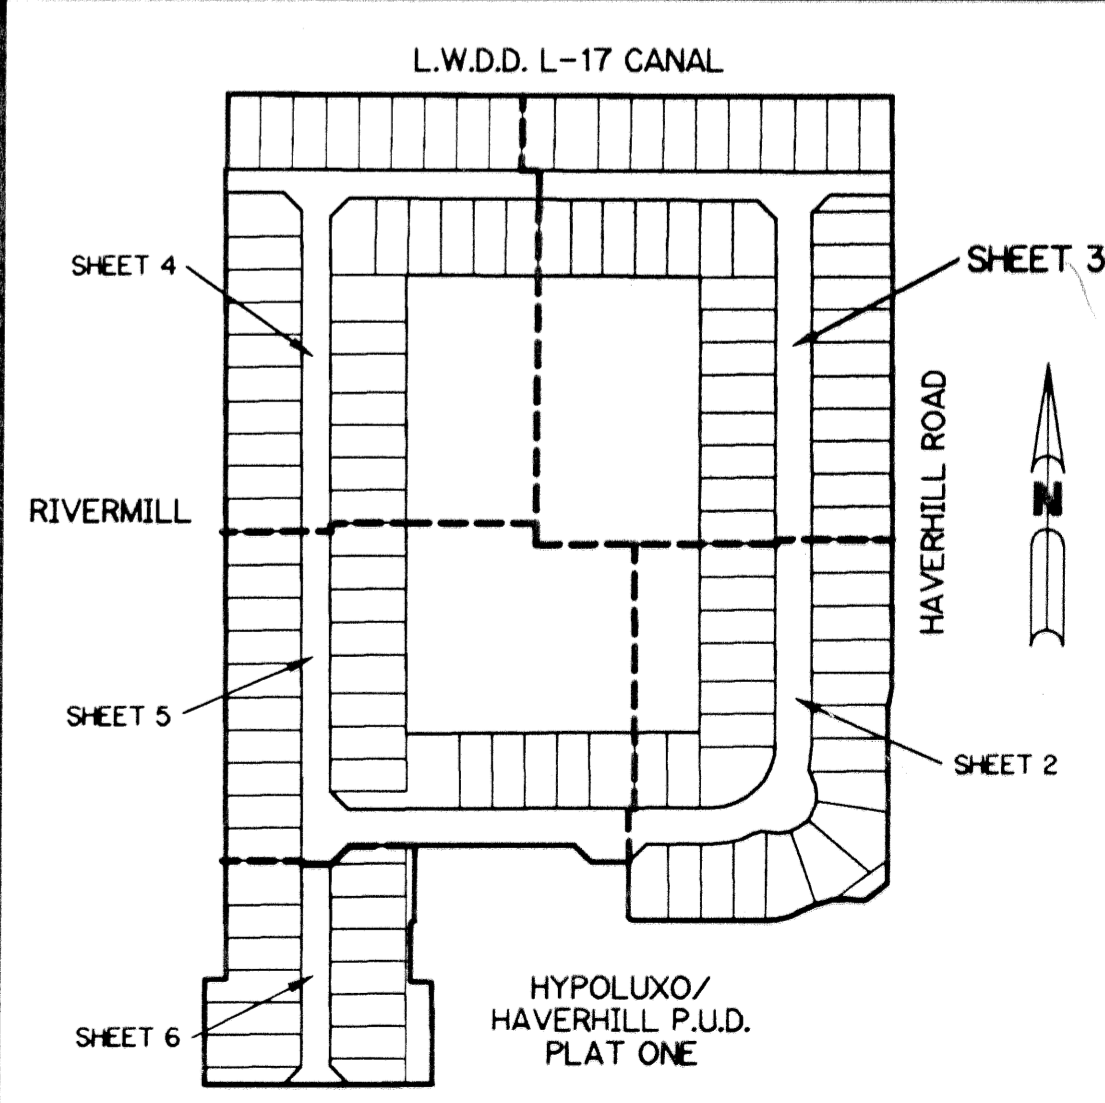 L.W.D.D. L-17 CANAL
SHEET 4
SHEET 3
HAVERHILL ROAD
N
RIVERMILL
SHEET 5
SHEET 2
HYPOLUXO/
HAVERHILL P.U.D.
PLAT ONE
SHEET 6